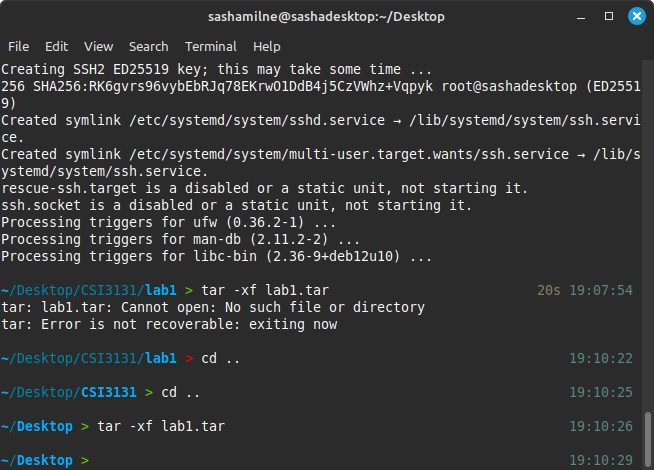 sashamilne@sashadesktop:~/Desktop
File Edit View Search Terminal Help
Creating SSH2 ED25519 key; this may take some time ...
256 SHA256:RK6gvrs96vybEbRJq78EKrwO1DdB4j5CzVWhz+Vqpyk root@sashadesktop (ED2551
9)
Created symlink /etc/systemd/system/sshd.service → /lib/systemd/system/ssh.servi
ce.
Created symlink /etc/systemd/system/multi-user.target.wants/ssh.service → /lib/s
ystemd/system/ssh.service.
rescue-ssh.target is a disabled or a static unit, not starting it.
ssh.socket is a disabled or a static unit, not starting it.
Processing triggers for ufw (0.36.2-1) ...
Processing triggers for man-db (2.11.2-2) ...
Processing triggers for libc-bin (2.36-9+deb12u10) ...
~/Desktop/CSI3131/lab1 > tar -xf lab1.tar 20s 19:07:54
tar: lab1.tar: Cannot open: No such file or directory
tar: Error is not recoverable: exiting now
~/Desktop/CSI3131/lab1 > cd .. 19:10:22
~/Desktop/CSI3131 > cd .. 19:10:25
~/Desktop > tar -xf lab1.tar 19:10:26
~/Desktop > 19:10:29